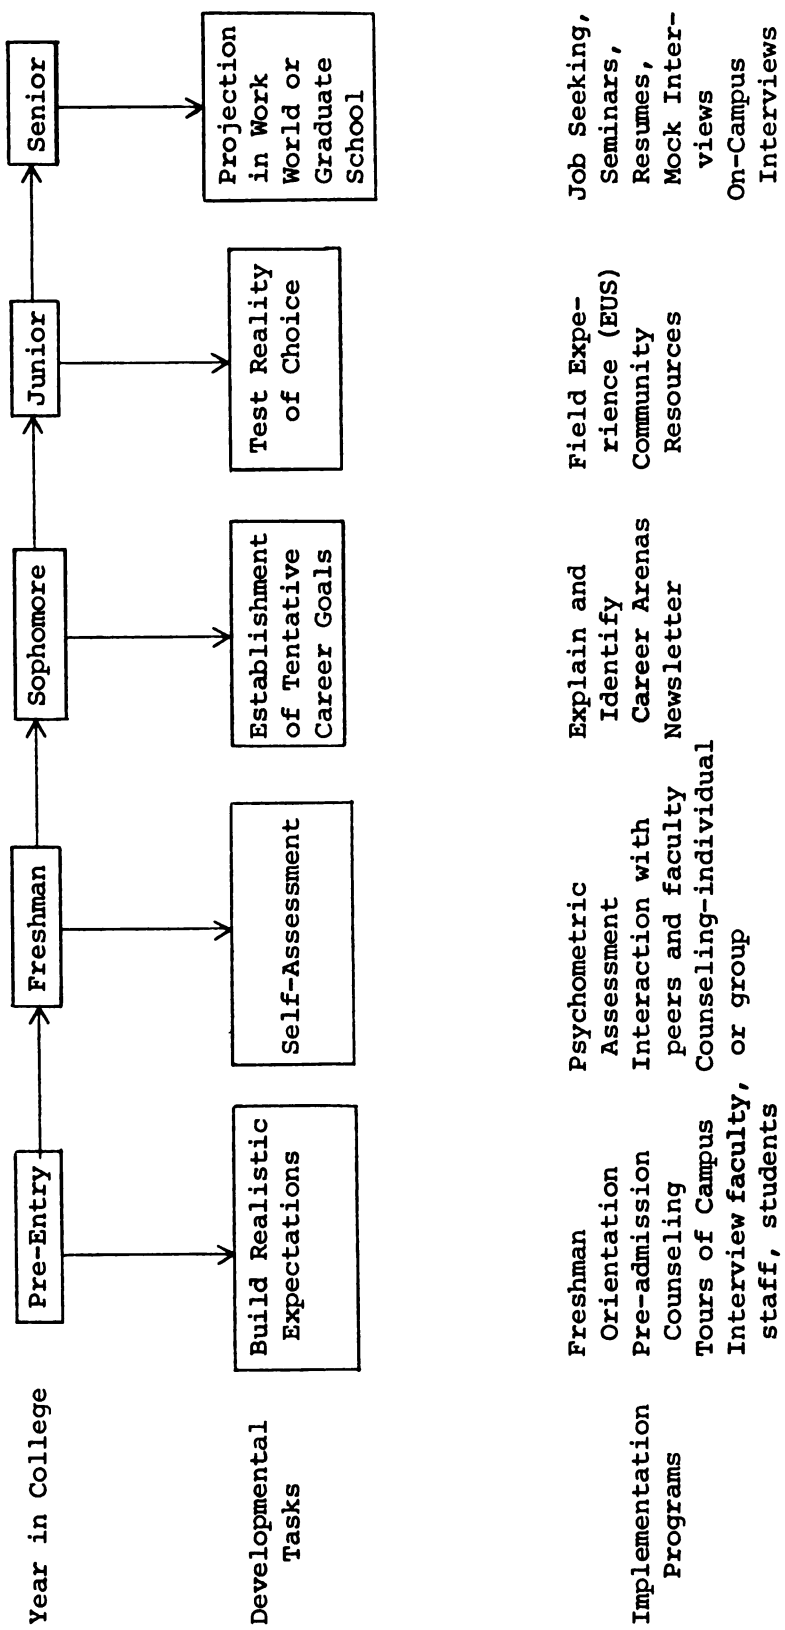 Year in College
Pre-Entry
Freshman
Sophomore
Junior
Senior
Developmental
Tasks
Build Realistic
Expectations
Self-Assessment
Establishment
of Tentative
Career Goals
Test Reality
of Choice
Projection
in Work
World or
Graduate
School
Implementation
Programs
Freshman
Orientation
Pre-admission
Counseling
Tours of Campus
Interview faculty,
staff, students
Psychometric
Assessment
Interaction with
peers and faculty
Counseling-individual
or group
Explain and
Identify
Career Arenas
Newsletter
Field Expe-
rience (EUS)
Community
Resources
Job Seeking,
Seminars,
Resumes,
Mock Inter-
views
On-Campus
Interviews